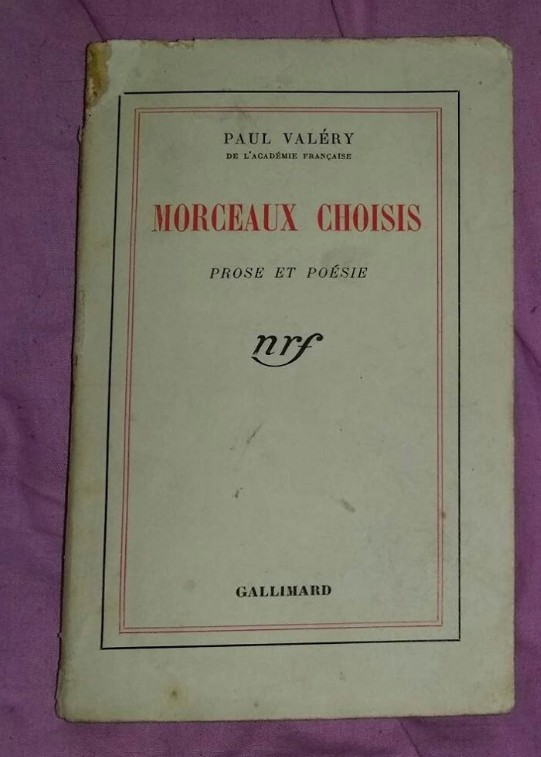 PAUL VALÉRY
DE L'ACADÉMIE FRANÇAISE
MORCEAUX CHOISIS
PROSE ET POÉSIE
nrf
GALLIMARD